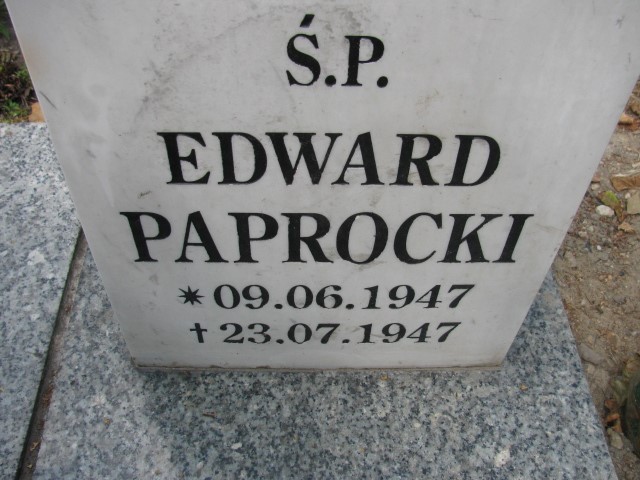 Ś.P.
EDWARD
PAPROCKI
✷ 09.06.1947
† 23.07.1947